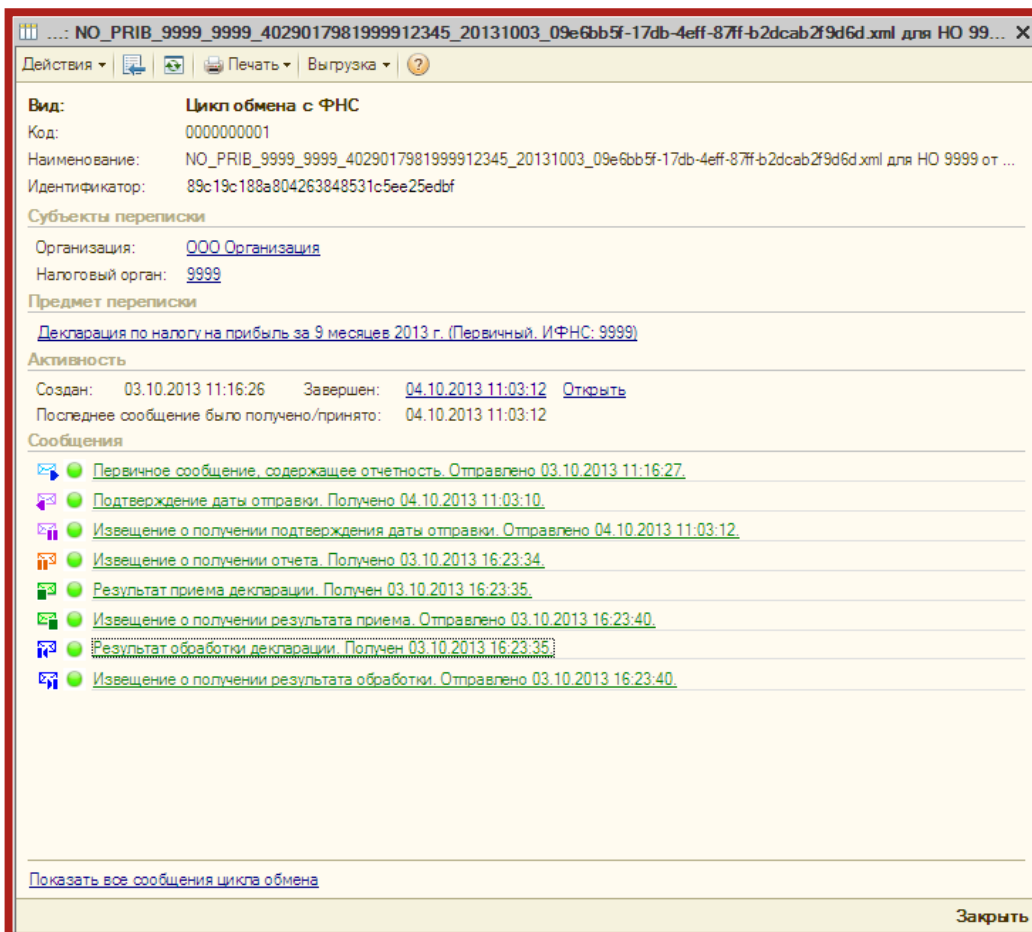 ...: NO_PRIB_9999_9999_4029017981999912345_20131003_09e6bb5f-17db-4eff-87ff-b2dcab2f9d6d.xml для НО 99...
Действия Печать Выгрузка ?
Вид: Цикл обмена с ФНС
Код: 0000000001
Наименование: NO_PRIB_9999_9999_4029017981999912345_20131003_09e6bb5f-17db-4eff-87ff-b2dcab2f9d6d.xml для НО 9999 от ...
Идентификатор: 89c19c188a804263848531c5ee25edbf
Субъекты переписки
Организация: ООО Организация
Налоговый орган: 9999
Предмет переписки
Декларация по налогу на прибыль за 9 месяцев 2013 г. (Первичный. ИФНС: 9999)
Активность
Создан: 03.10.2013 11:16:26 Завершен: 04.10.2013 11:03:12 Открыть
Последнее сообщение было получено/принято: 04.10.2013 11:03:12
Сообщения
Первичное сообщение, содержащее отчетность. Отправлено 03.10.2013 11:16:27.
Подтверждение даты отправки. Получено 04.10.2013 11:03:10.
Извещение о получении подтверждения даты отправки. Отправлено 04.10.2013 11:03:12.
Извещение о получении отчета. Получено 03.10.2013 16:23:34.
Результат приема декларации. Получен 03.10.2013 16:23:35.
Извещение о получении результата приема. Отправлено 03.10.2013 16:23:40.
Результат обработки декларации. Получен 03.10.2013 16:23:35.
Извещение о получении результата обработки. Отправлено 03.10.2013 16:23:40.
Показать все сообщения цикла обмена
Закрыть